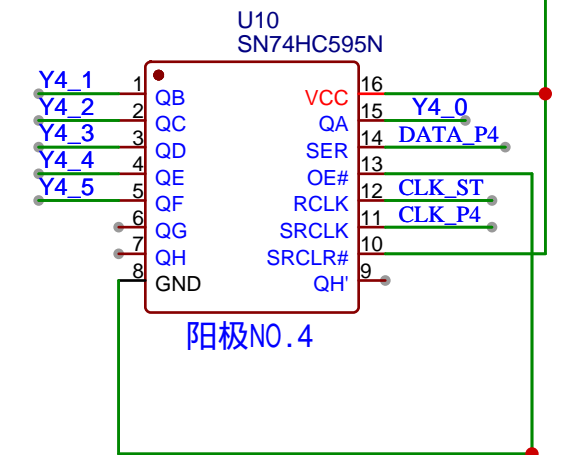 U10
SN74HC595N
Y4_1 1 QB VCC 16
Y4_2 2 QC QA 15 Y4_0
Y4_3 3 QD SER 14 DATA_P4
Y4_4 4 QE OE# 13
Y4_5 5 QF RCLK 12 CLK_ST
6 QG SRCLK 11 CLK_P4
7 QH SRCLR# 10
8 GND QH' 9
阳极NO.4